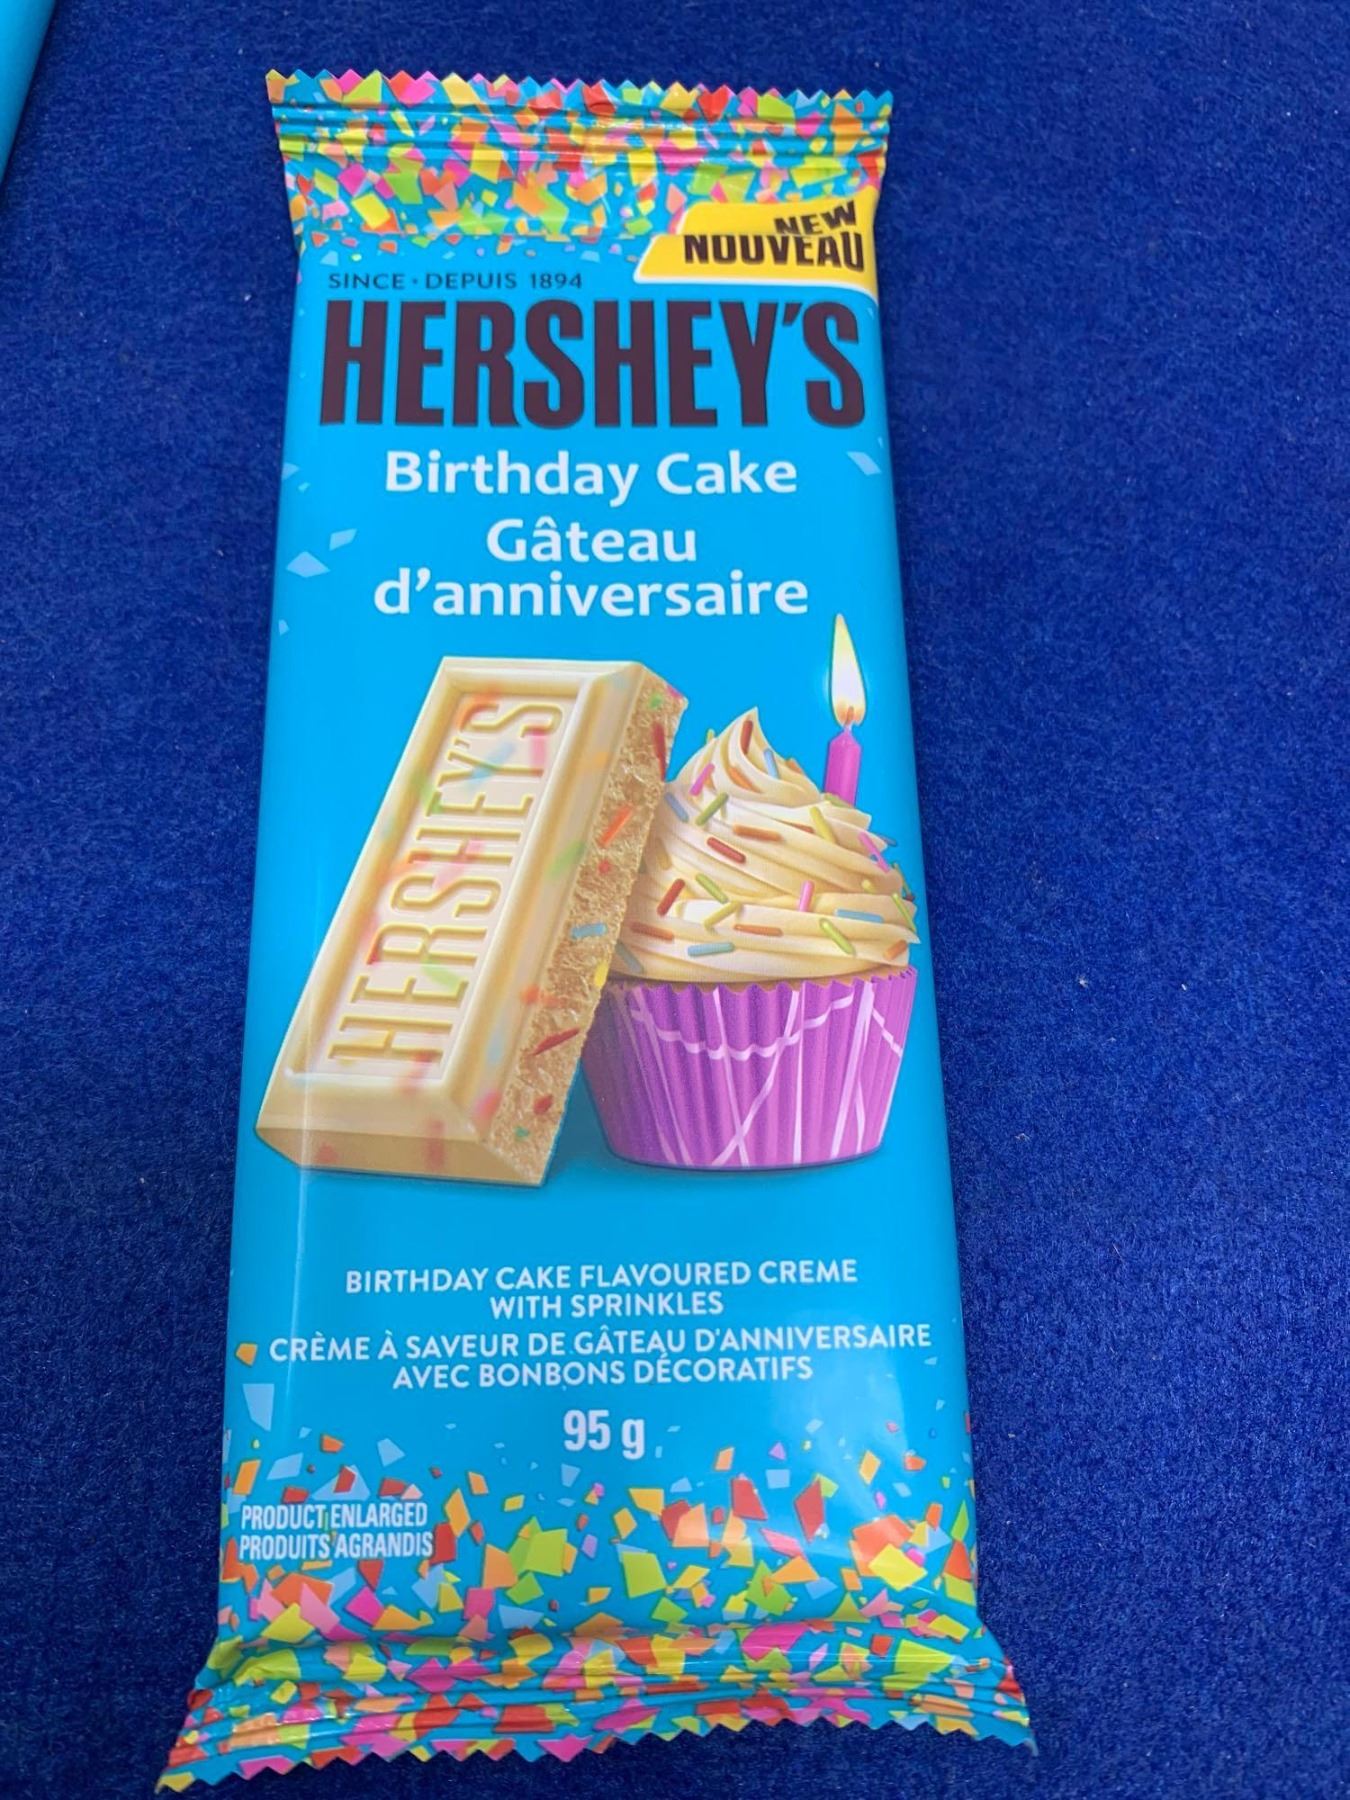 NEW
NOUVEAU
SINCE • DEPUIS 1894
HERSHEY'S
Birthday Cake
Gâteau
d'anniversaire
HERSHEY'S
BIRTHDAY CAKE FLAVOURED CREME
WITH SPRINKLES
CRÈME À SAVEUR DE GÂTEAU D'ANNIVERSAIRE
AVEC BONBONS DÉCORATIFS
95 g
PRODUCT ENLARGED
PRODUITS AGRANDIS